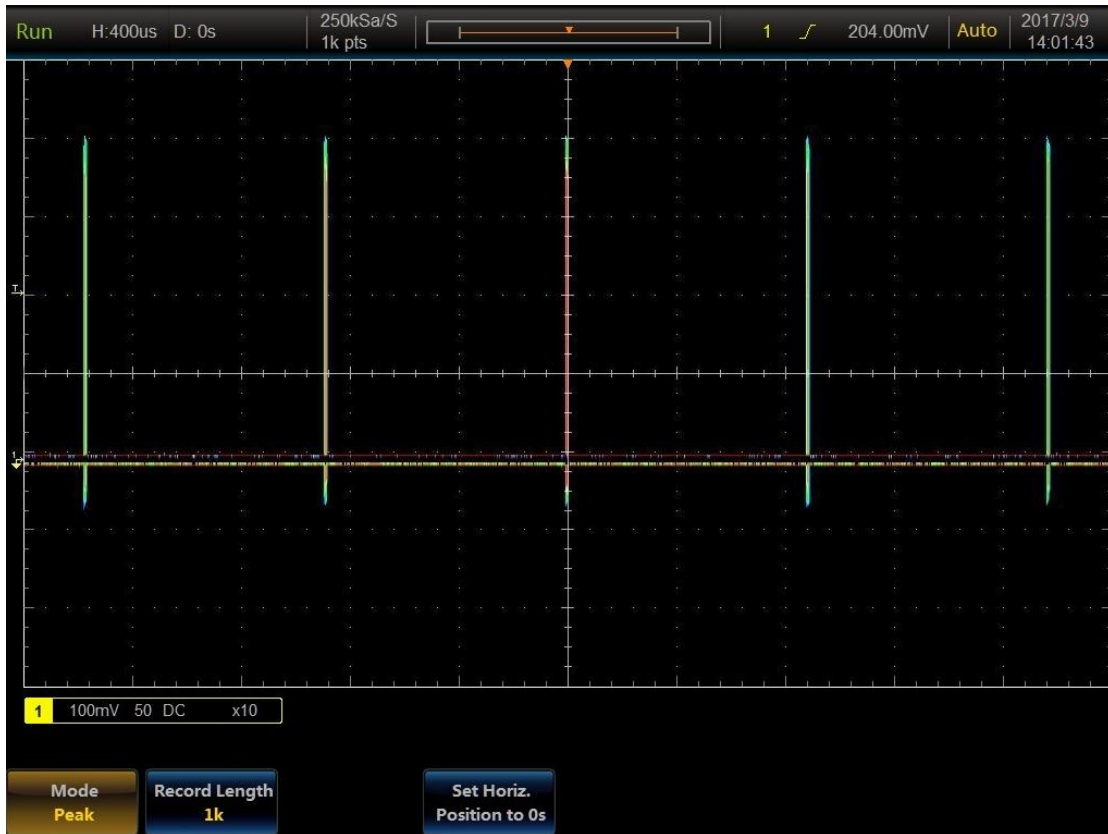 Run H:400us D: 0s 250kSa/S 1 204.00mV Auto 2017/3/9
1k pts 14:01:43
T
1
1 100mV 50 DC x10
Mode Record Length Set Horiz.
Peak 1k Position to 0s